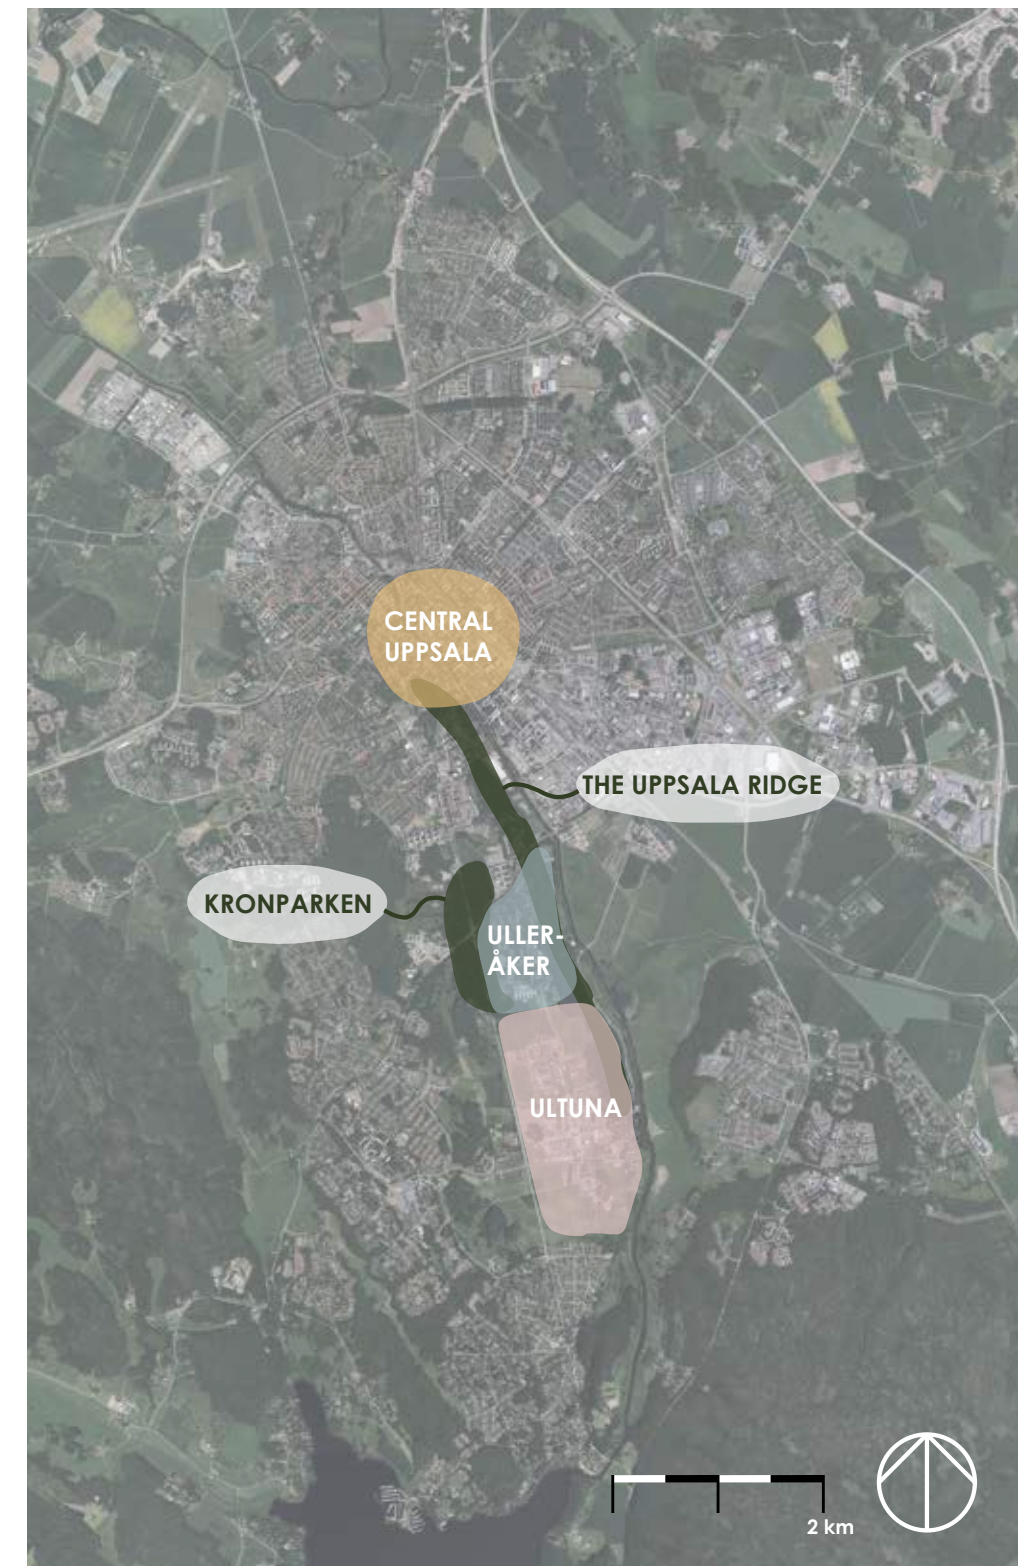 CENTRAL
UPPSALA
THE UPPSALA RIDGE
KRONPARKEN
ULLER-
ÅKER
ULTUNA
2 km